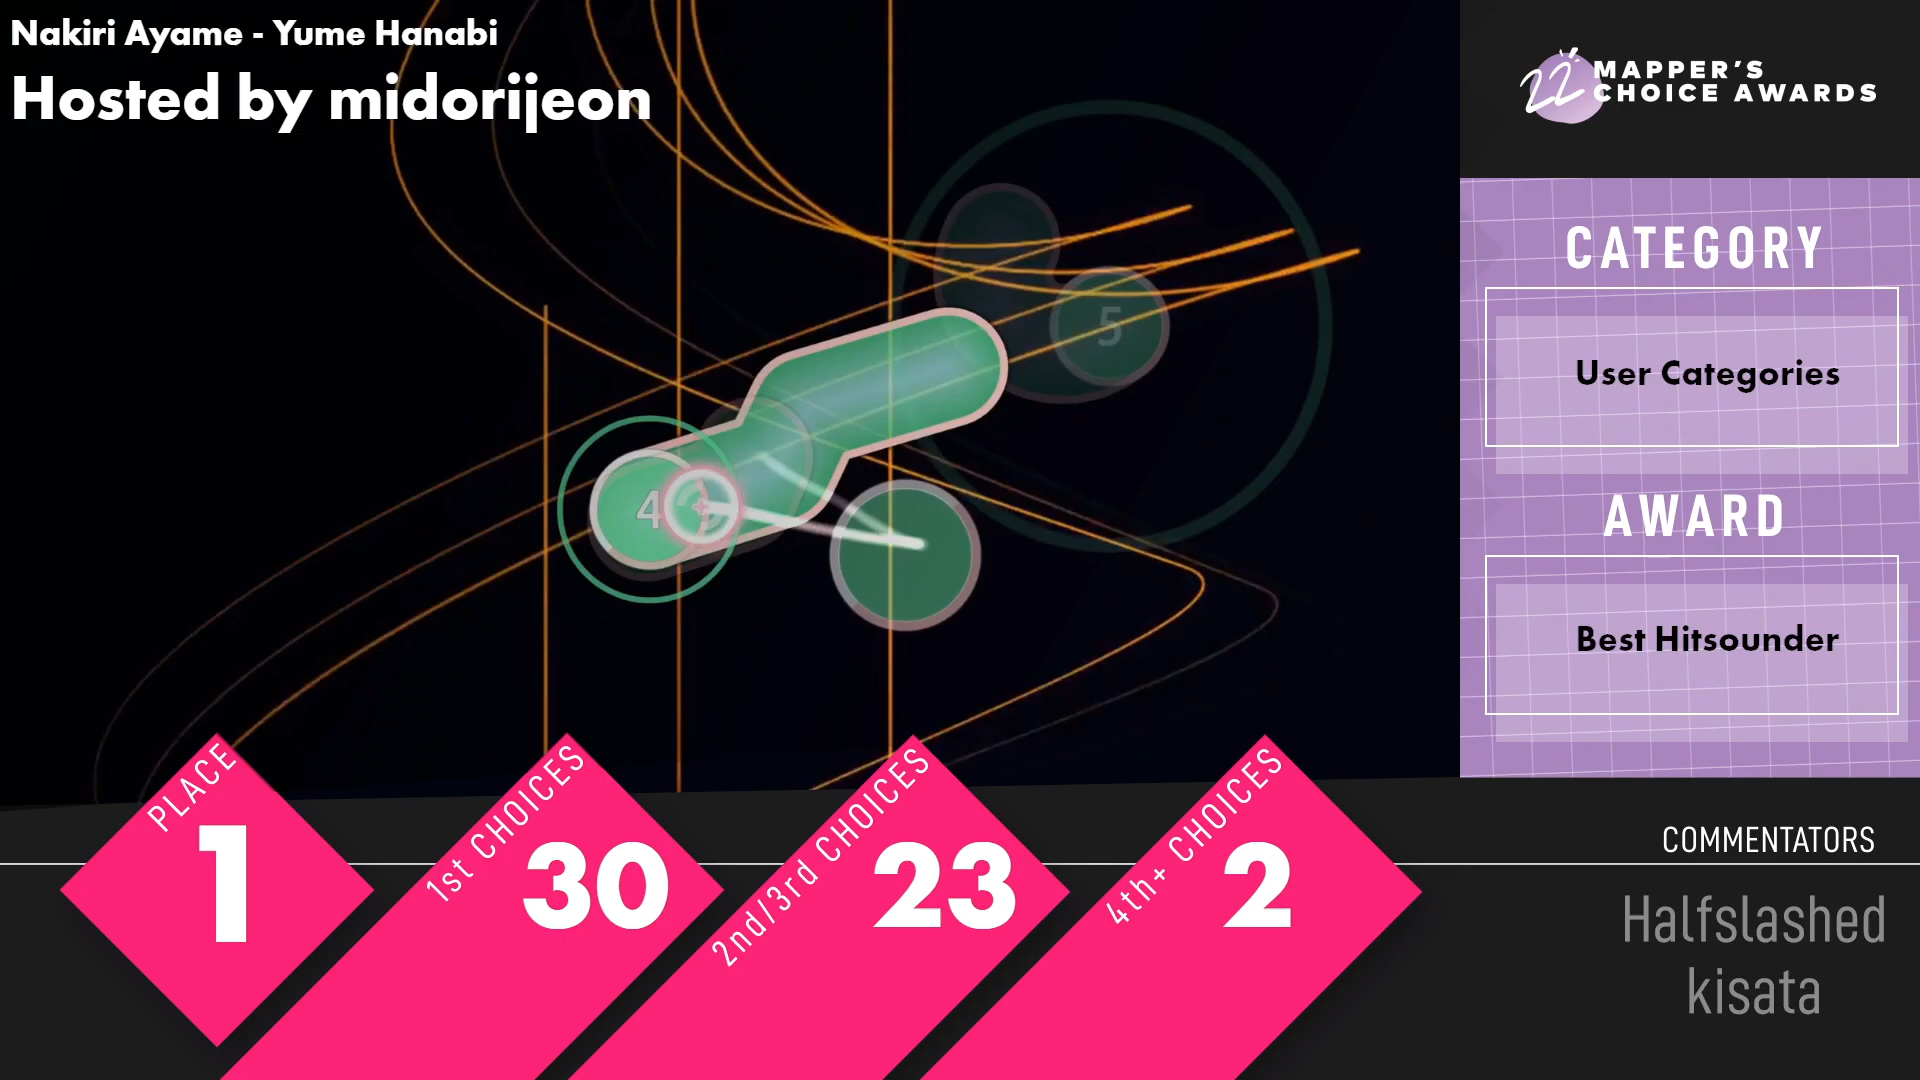 Nakiri Ayame - Yume Hanabi
Hosted by midorijeon
22
MAPPER'S
CHOICE AWARDS
CATEGORY
User Categories
AWARD
Best Hitsounder
5
4
PLACE
1
1st CHOICES
30
2nd/3rd CHOICES
23
4th+ CHOICES
2
COMMENTATORS
Halfslashed
kisata